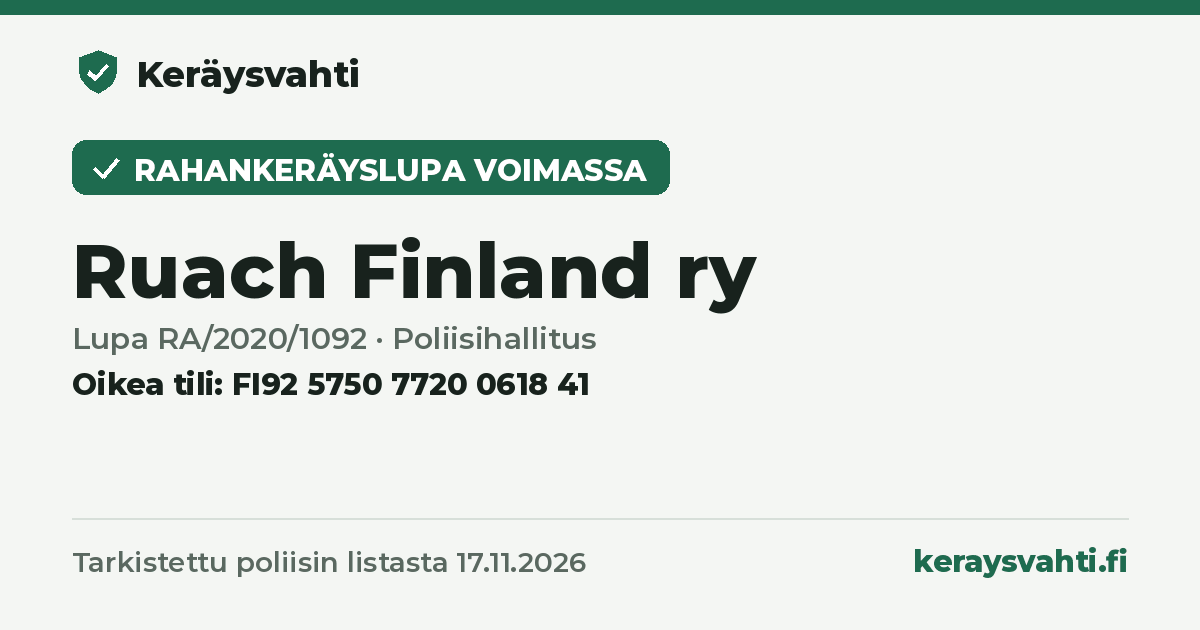 Keräysvahti
RAHANKERÄYSLUPA VOIMASSA
Ruach Finland ry
Lupa RA/2020/1092 · Poliisihallitus
Oikea tili: FI92 5750 7720 0618 41
Tarkistettu poliisin listasta 17.11.2026
keraysvahti.fi